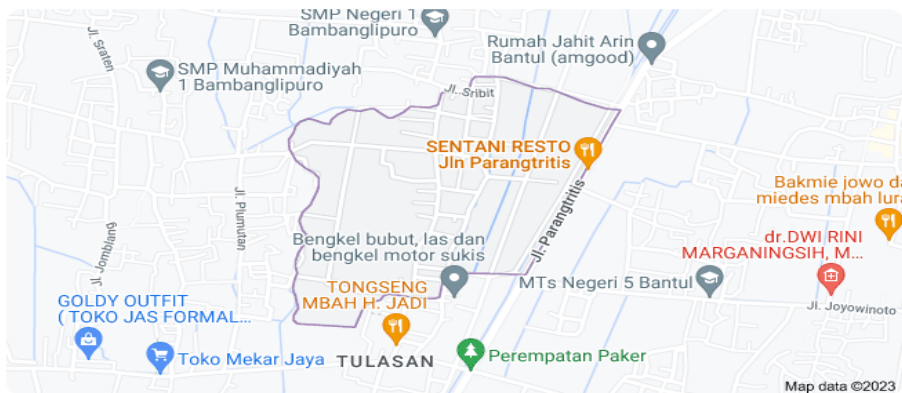 SMP Negeri 1
Bambanglipuro
Rumah Jahit Arin
Bantul (amgood)
Jl. Sraten
SMP Muhammadiyah
1 Bambanglipuro
Jl. Sribit
SENTANI RESTO
Jln Parangtritis
Jl. Plumutan
Jl. Parangtritis
Bakmie jowo da
miedes mbah lura
Jl. Jomblang
Bengkel bubut, las dan
bengkel motor sukis
dr.DWI RINI
MARGANINGSIH, M...
MTs Negeri 5 Bantul
TONGSENG
MBAH H. JADI
GOLDY OUTFIT
( TOKO JAS FORMAL...
Jl. Joyowinoto
Toko Mekar Jaya
TULASAN
Perempatan Paker
Map data ©2023